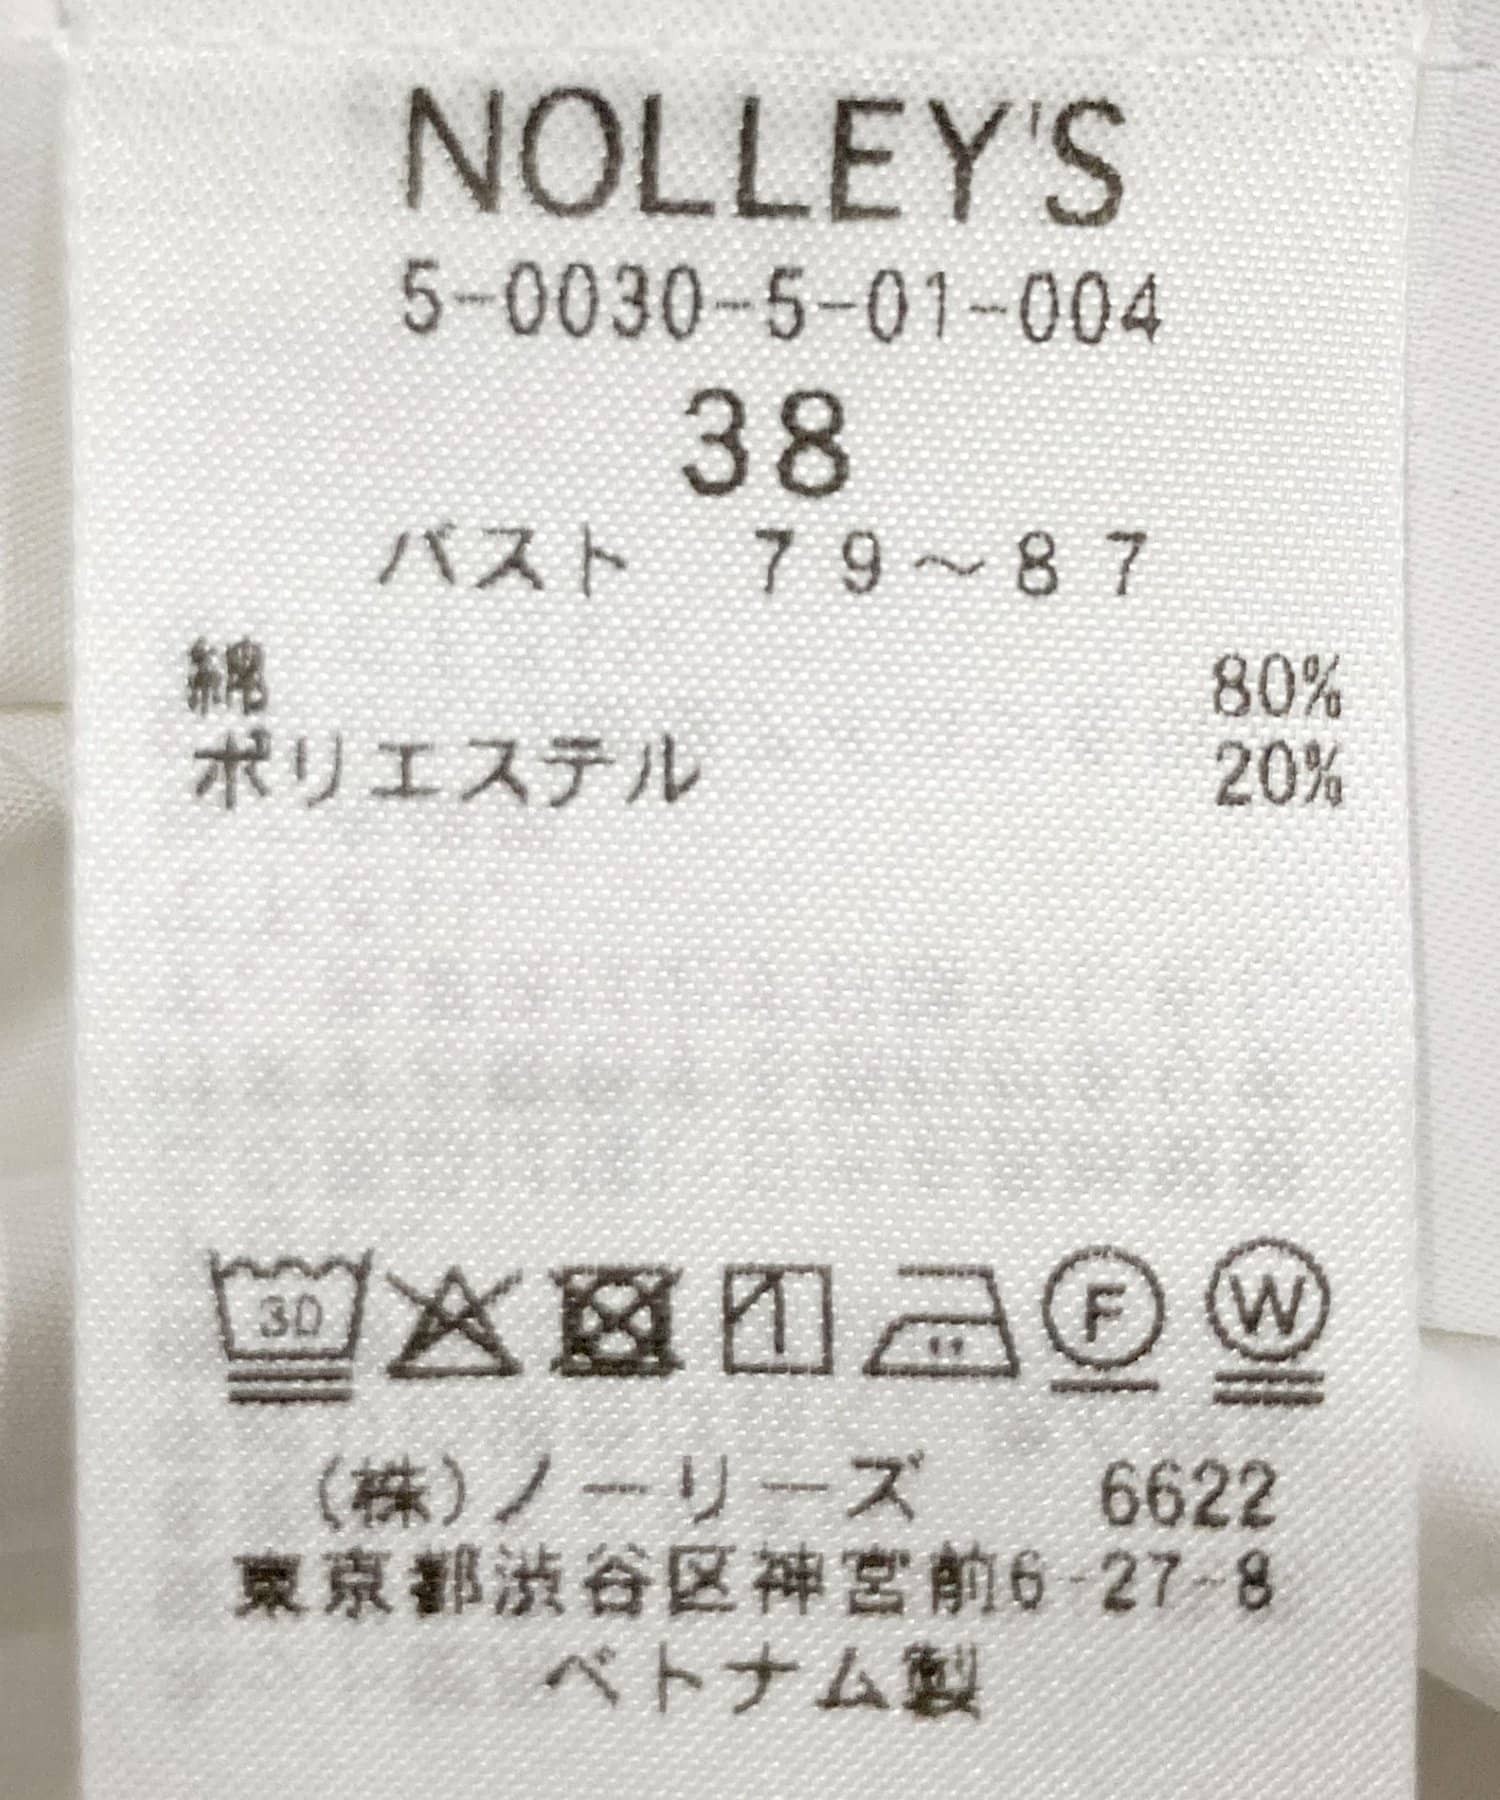 NOLLEY'S
5-0030-5-01-004
38
バスト 79～87
綿 80%
ポリエステル 20%
30 F W
(株)ノーリーズ 6622
東京都渋谷区神宮前6-27-8
ベトナム製